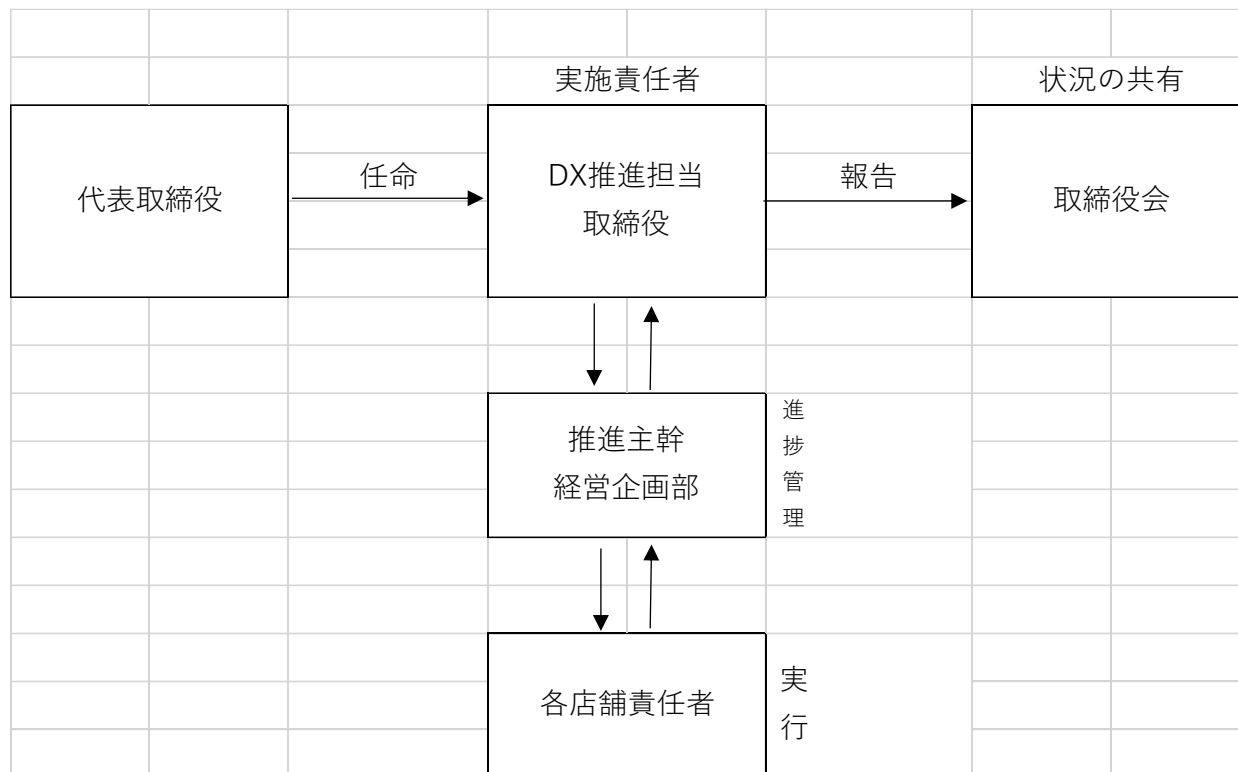 実施責任者
状況の共有
代表取締役
任命
DX推進担当
取締役
報告
取締役会
推進主幹
経営企画部
進捗管理
各店舗責任者
実行